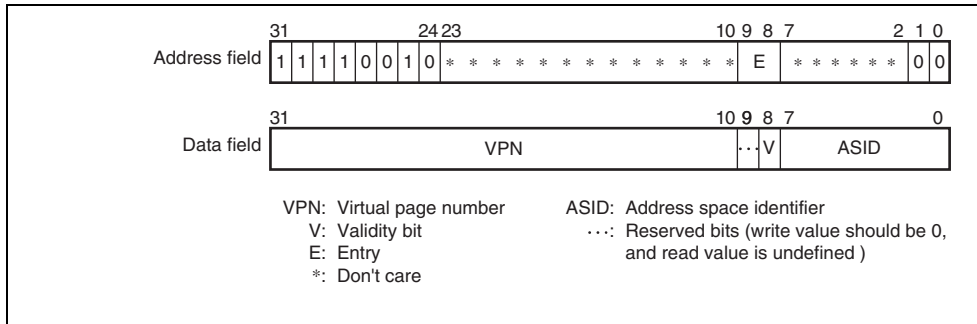 31 24 23 10 9 8 7 2 1 0
Address field 1 1 1 1 0 0 1 0 * * * * * * * * * * * * * * E * * * * * * 0 0
31 10 9 8 7 0
Data field VPN ··· V ASID
VPN: Virtual page number
V: Validity bit
E: Entry
*: Don't care
ASID: Address space identifier
···: Reserved bits (write value should be 0,
and read value is undefined )